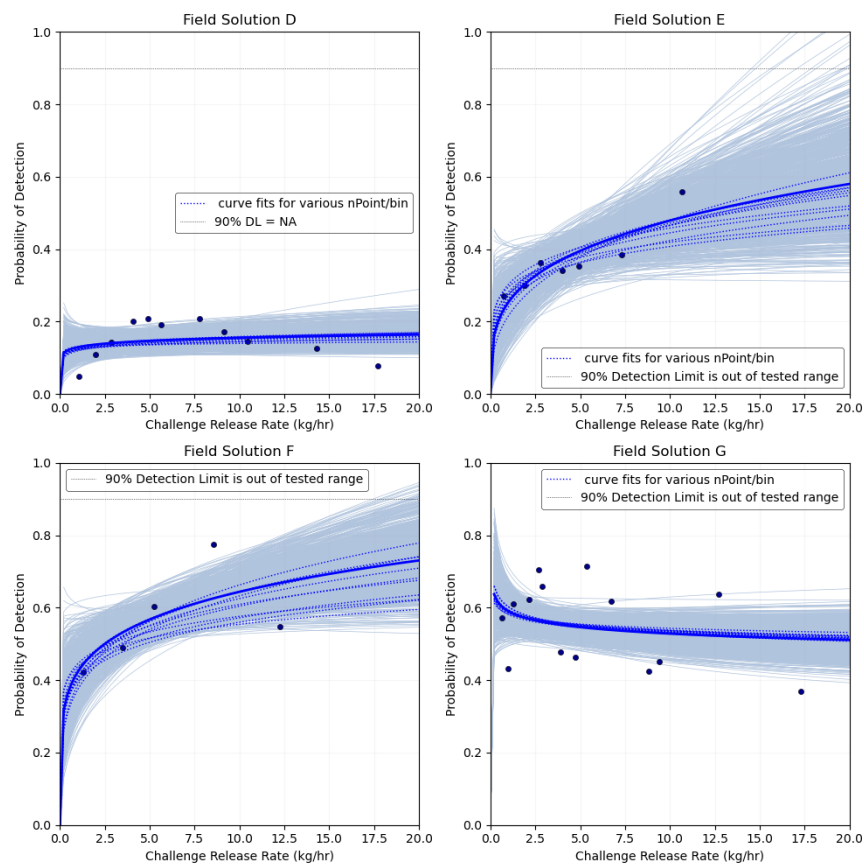 Field Solution D
1.0
0.8
0.6
0.4
0.2
0.0
Probability of Detection
curve fits for various nPoint/bin
90% DL = NA
0.0 2.5 5.0 7.5 10.0 12.5 15.0 17.5 20.0
Challenge Release Rate (kg/hr)
Field Solution E
1.0
0.8
0.6
0.4
0.2
0.0
Probability of Detection
curve fits for various nPoint/bin
90% Detection Limit is out of tested range
0.0 2.5 5.0 7.5 10.0 12.5 15.0 17.5 20.0
Challenge Release Rate (kg/hr)
Field Solution F
1.0
0.8
0.6
0.4
0.2
0.0
Probability of Detection
90% Detection Limit is out of tested range
0.0 2.5 5.0 7.5 10.0 12.5 15.0 17.5 20.0
Challenge Release Rate (kg/hr)
Field Solution G
1.0
0.8
0.6
0.4
0.2
0.0
Probability of Detection
curve fits for various nPoint/bin
90% Detection Limit is out of tested range
0.0 2.5 5.0 7.5 10.0 12.5 15.0 17.5 20.0
Challenge Release Rate (kg/hr)